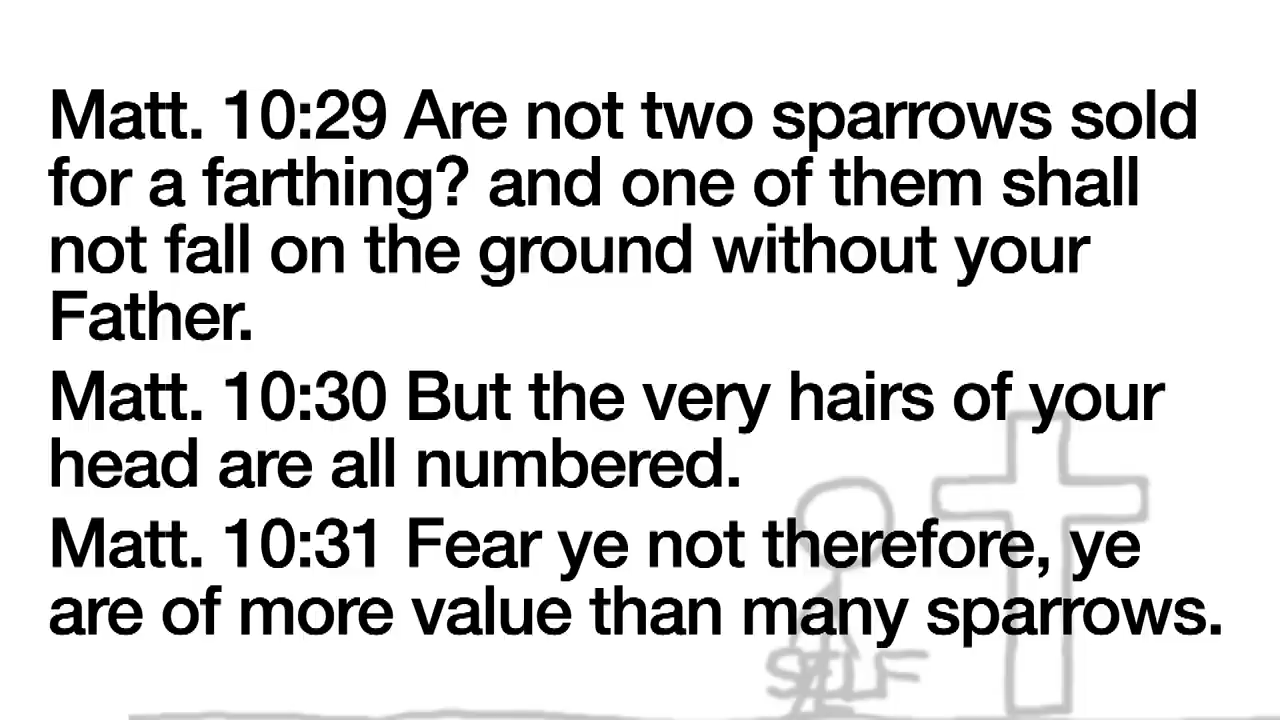 Matt. 10:29 Are not two sparrows sold
for a farthing? and one of them shall
not fall on the ground without your
Father.
Matt. 10:30 But the very hairs of your
head are all numbered.
Matt. 10:31 Fear ye not therefore, ye
are of more value than many sparrows.
SELF